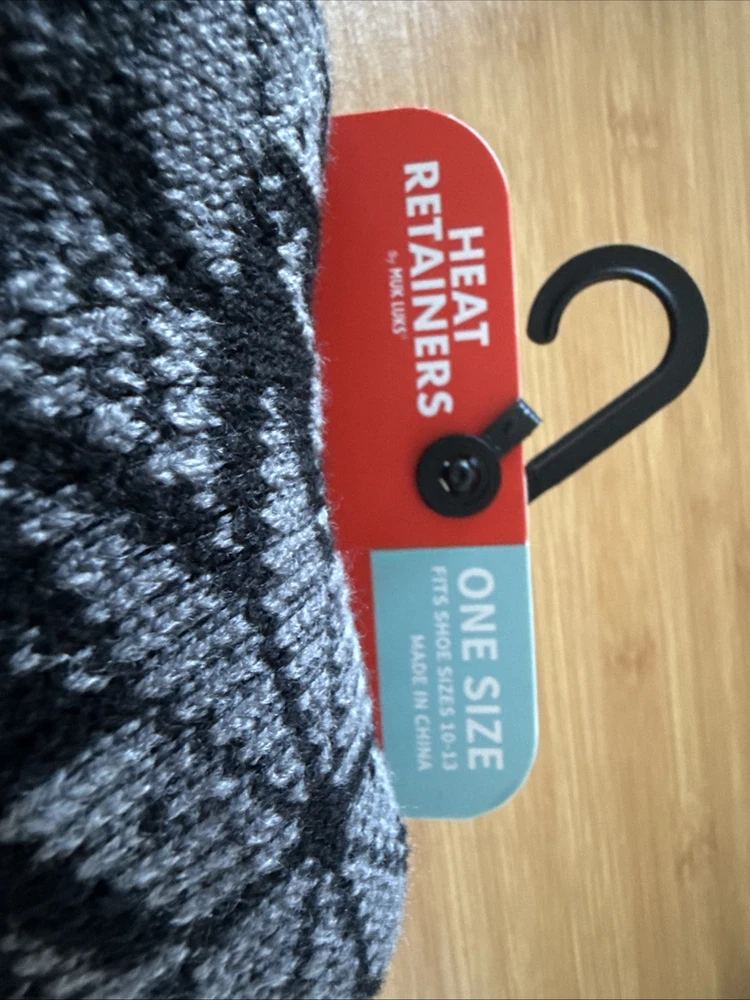 HEAT
RETAINERS
By MUK LUKS®
ONE SIZE
FITS SHOE SIZES 10-13
MADE IN CHINA